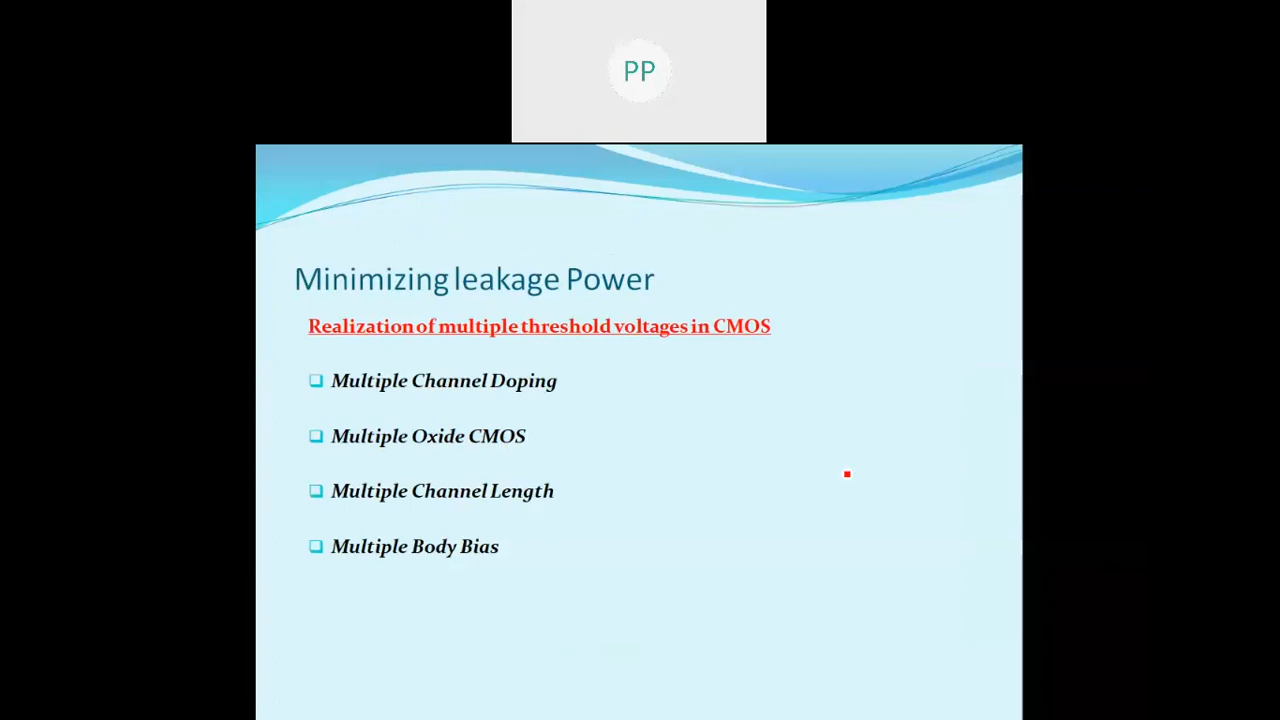 PP
Minimizing leakage Power
Realization of multiple threshold voltages in CMOS
Multiple Channel Doping
Multiple Oxide CMOS
Multiple Channel Length
Multiple Body Bias